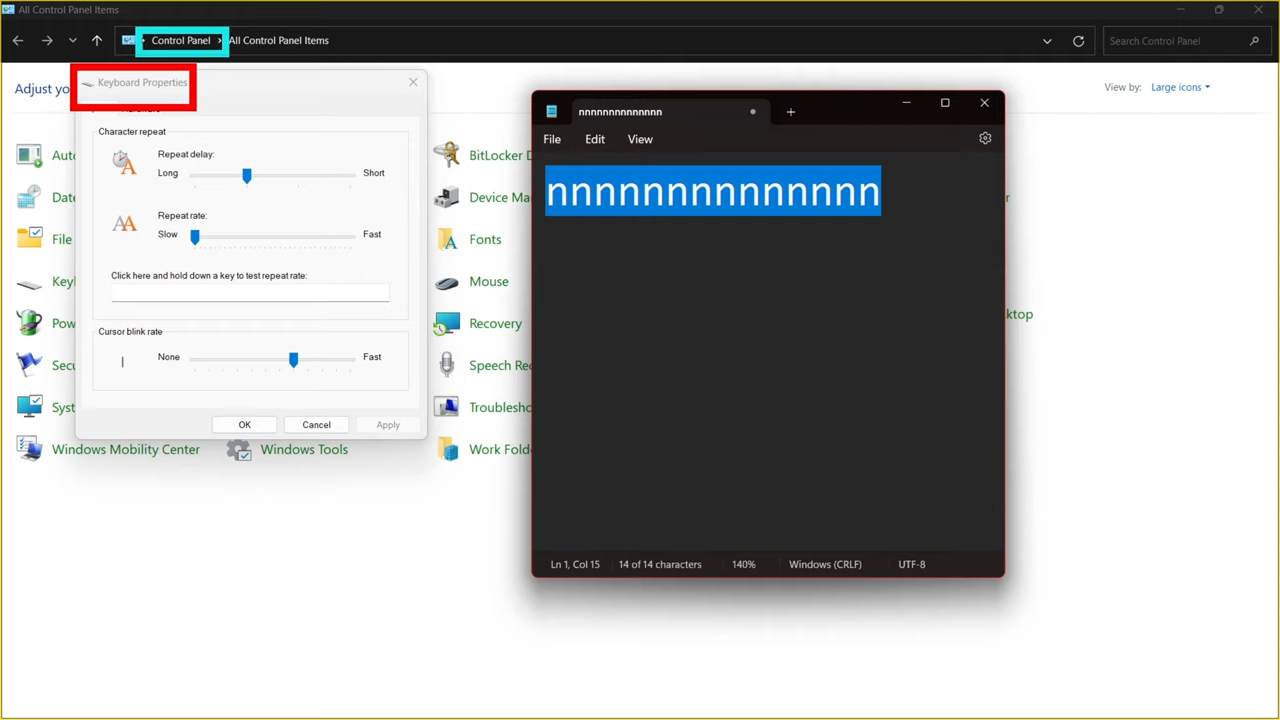 All Control Panel Items
Control Panel › All Control Panel Items
Search Control Panel
Adjust yo
View by: Large icons
Keyboard Properties
Character repeat
Repeat delay:
Long Short
Repeat rate:
Slow Fast
Click here and hold down a key to test repeat rate:
Cursor blink rate
None Fast
OK Cancel Apply
Auto
Date
File
Key
Pow
Secu
Syst
Windows Mobility Center
Windows Tools
BitLocker D
Device Ma
Fonts
Mouse
Recovery
Speech Rec
Troublesho
Work Folde
r
ktop
nnnnnnnnnnnnnn
File Edit View
nnnnnnnnnnnnnn
Ln 1, Col 15 14 of 14 characters 140% Windows (CRLF) UTF-8